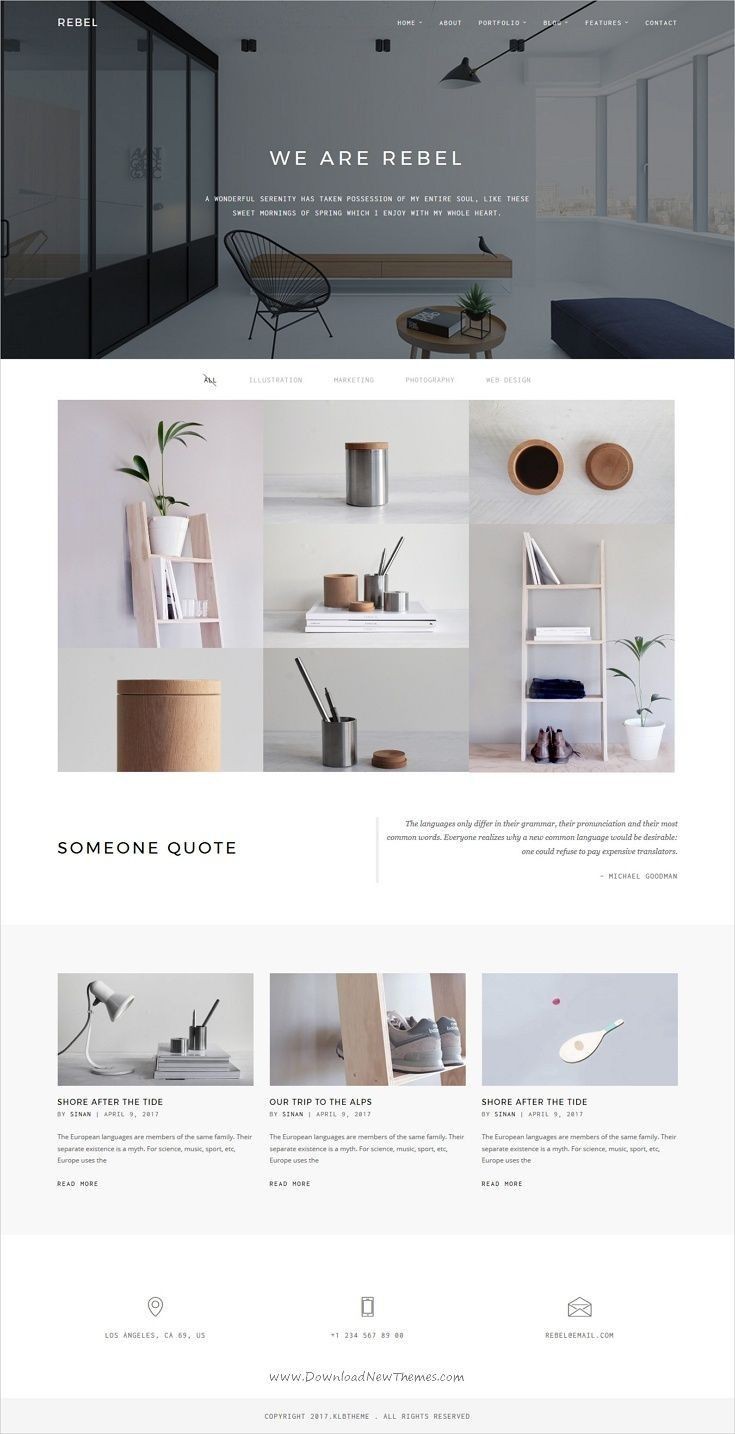 REBEL
HOME ABOUT PORTFOLIO BLOG FEATURES CONTACT
WE ARE REBEL
A WONDERFUL SERENITY HAS TAKEN POSSESSION OF MY ENTIRE SOUL, LIKE THESE
SWEET MORNINGS OF SPRING WHICH I ENJOY WITH MY WHOLE HEART.
ALL ILLUSTRATION MARKETING PHOTOGRAPHY WEB DESIGN
SOMEONE QUOTE
The languages only differ in their grammar, their pronunciation and their most
common words. Everyone realizes why a new common language would be desirable:
one could refuse to pay expensive translators.
- MICHAEL GOODMAN
SHORE AFTER THE TIDE
BY SINAN | APRIL 9, 2017
The European languages are members of the same family. Their
separate existence is a myth. For science, music, sport, etc,
Europe uses the
READ MORE
OUR TRIP TO THE ALPS
BY SINAN | APRIL 9, 2017
The European languages are members of the same family. Their
separate existence is a myth. For science, music, sport, etc,
Europe uses the
READ MORE
SHORE AFTER THE TIDE
BY SINAN | APRIL 9, 2017
The European languages are members of the same family. Their
separate existence is a myth. For science, music, sport, etc,
Europe uses the
READ MORE
LOS ANGELES, CA 69, US
+1 234 567 89 00
REBEL@EMAIL.COM
www.DownloadNewThemes.com
COPYRIGHT 2017.KLBTHEME . ALL RIGHTS RESERVED